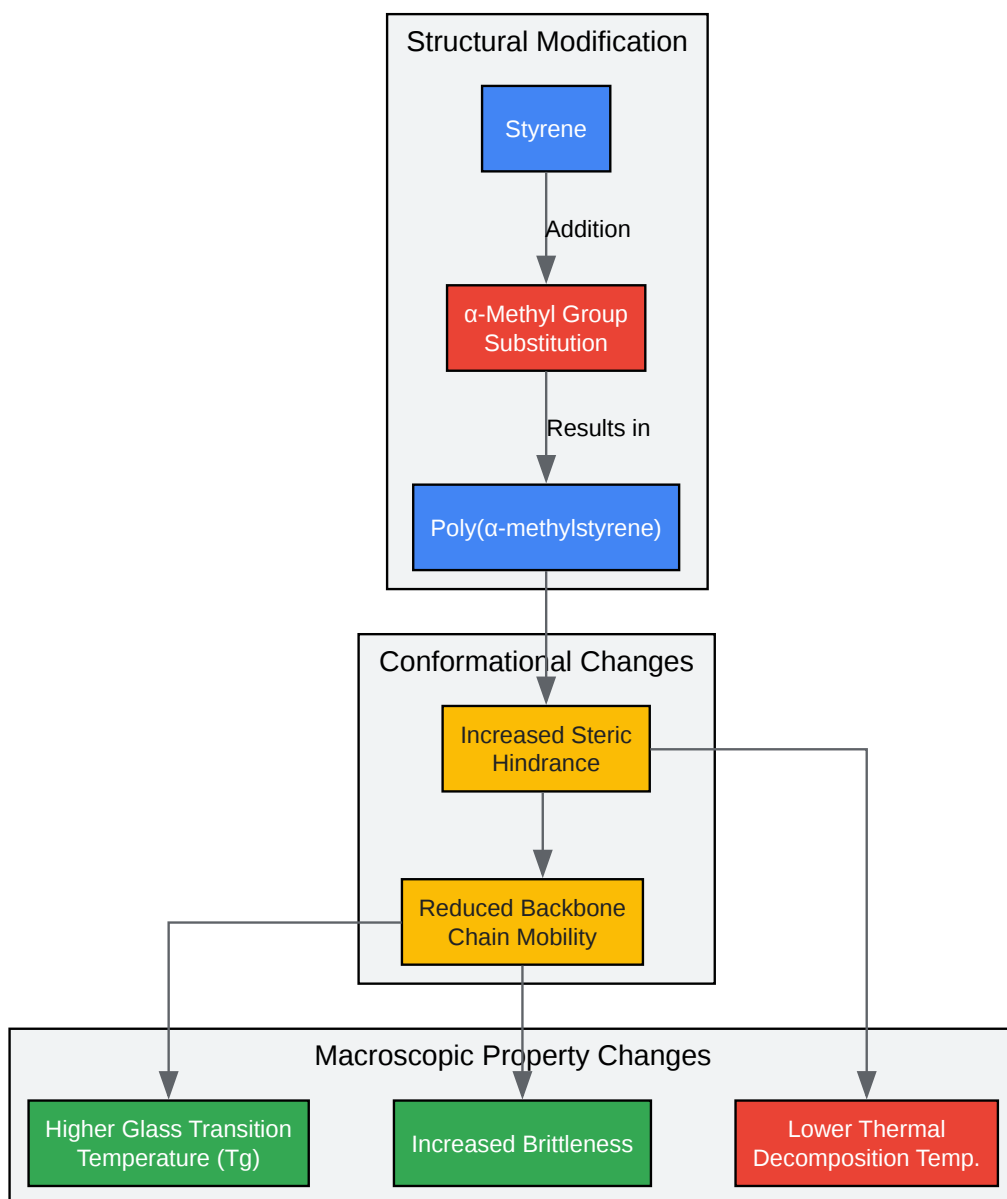 Structural Modification
Styrene
Addition
α-Methyl Group
Substitution
Results in
Poly(α-methylstyrene)
Conformational Changes
Increased Steric
Hindrance
Reduced Backbone
Chain Mobility
Macroscopic Property Changes
Higher Glass Transition
Temperature (Tg)
Increased Brittleness
Lower Thermal
Decomposition Temp.